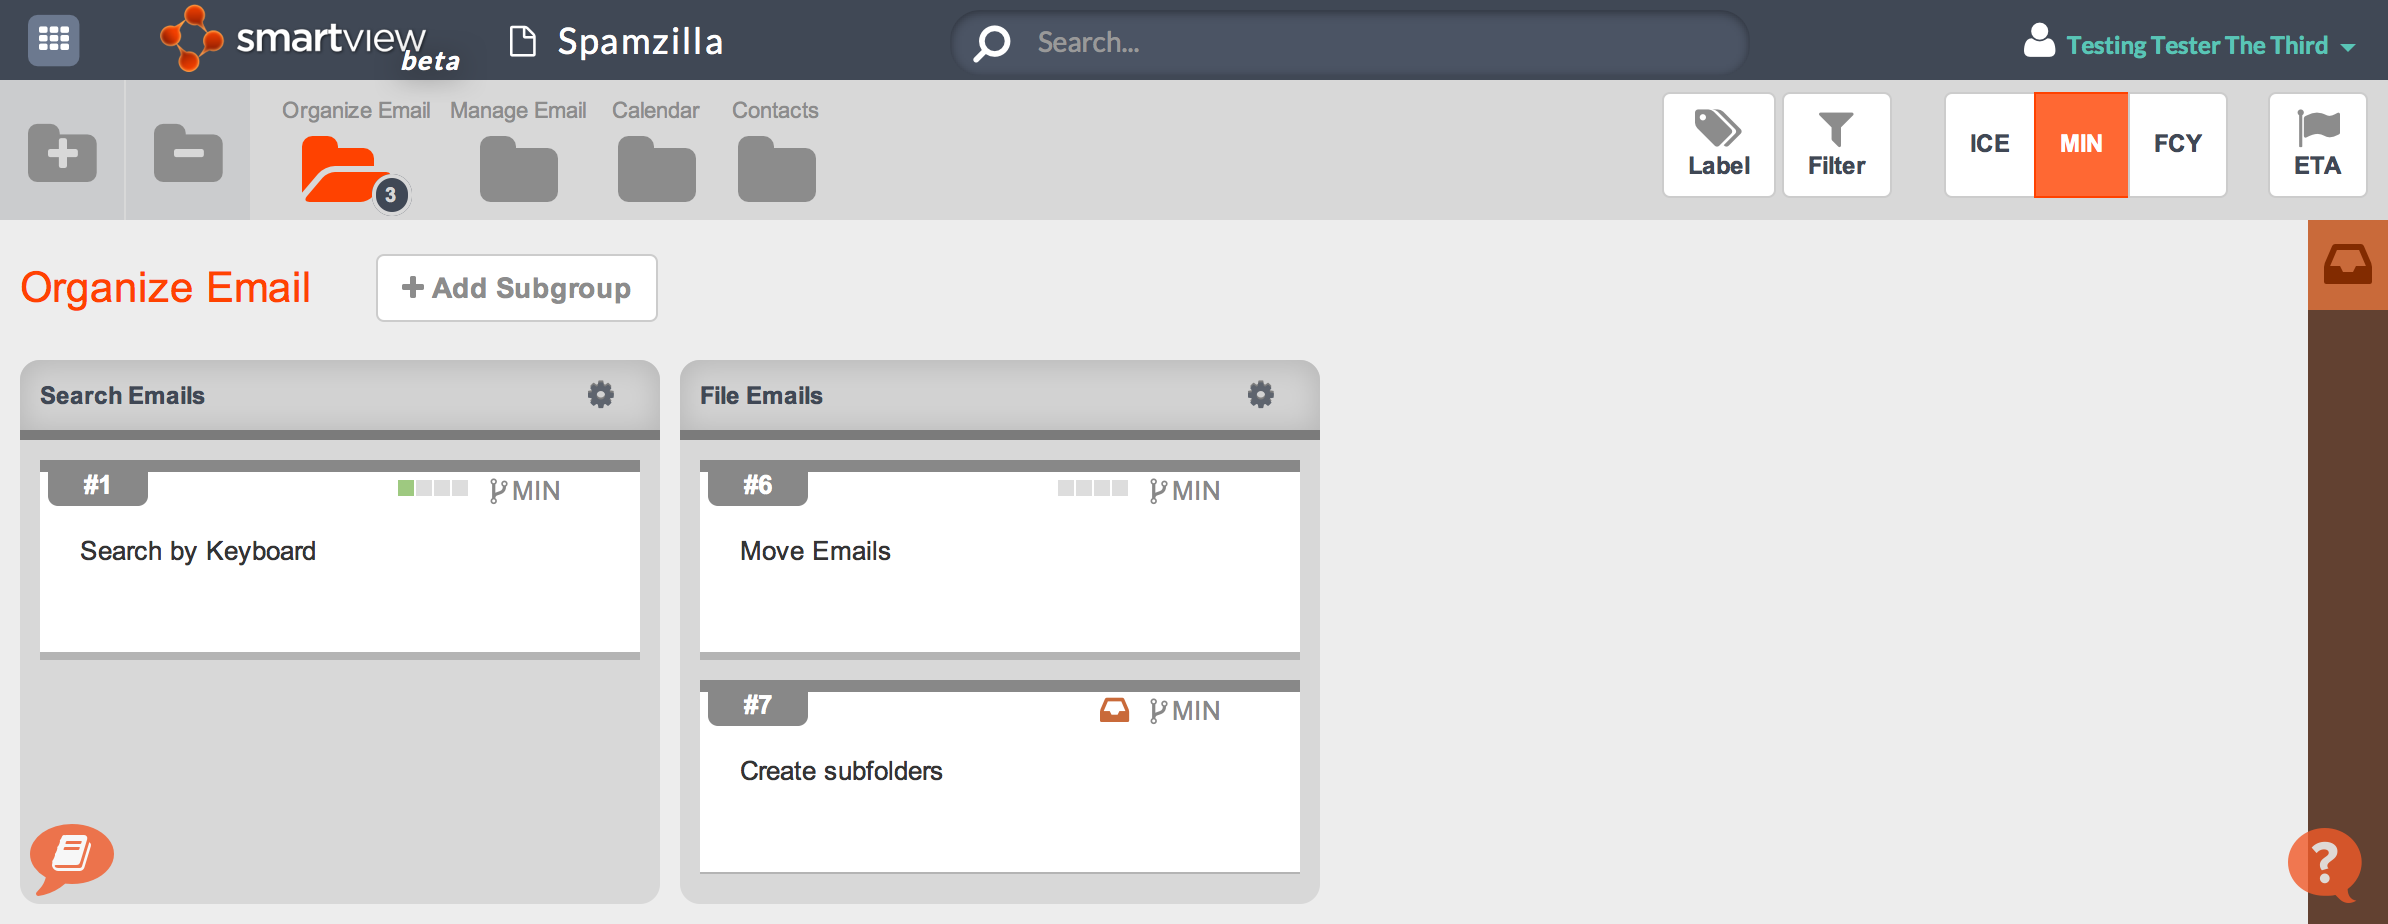 smartview
beta
Spamzilla
Search...
Testing Tester The Third
Organize Email
Manage Email
Calendar
Contacts
3
Label
Filter
ICE
MIN
FCY
ETA
Organize Email
Add Subgroup
Search Emails
#1
MIN
Search by Keyboard
File Emails
#6
MIN
Move Emails
#7
MIN
Create subfolders
?